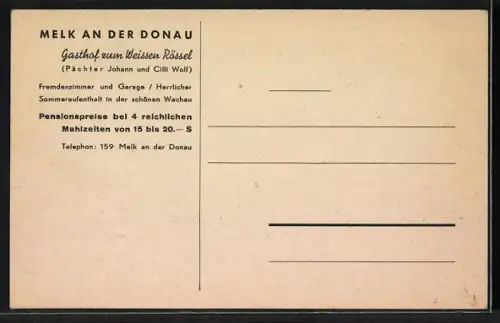 MELK AN DER DONAU
Gasthof zum Weissen Rössel
(Pächter Johann und Cilli Wolf)
Fremdenzimmer und Garage / Herrlicher
Sommeraufenthalt in der schönen Wachau
Pensionspreise bei 4 reichlichen
Mahlzeiten von 15 bis 20.— S
Telephon: 159 Melk an der Donau